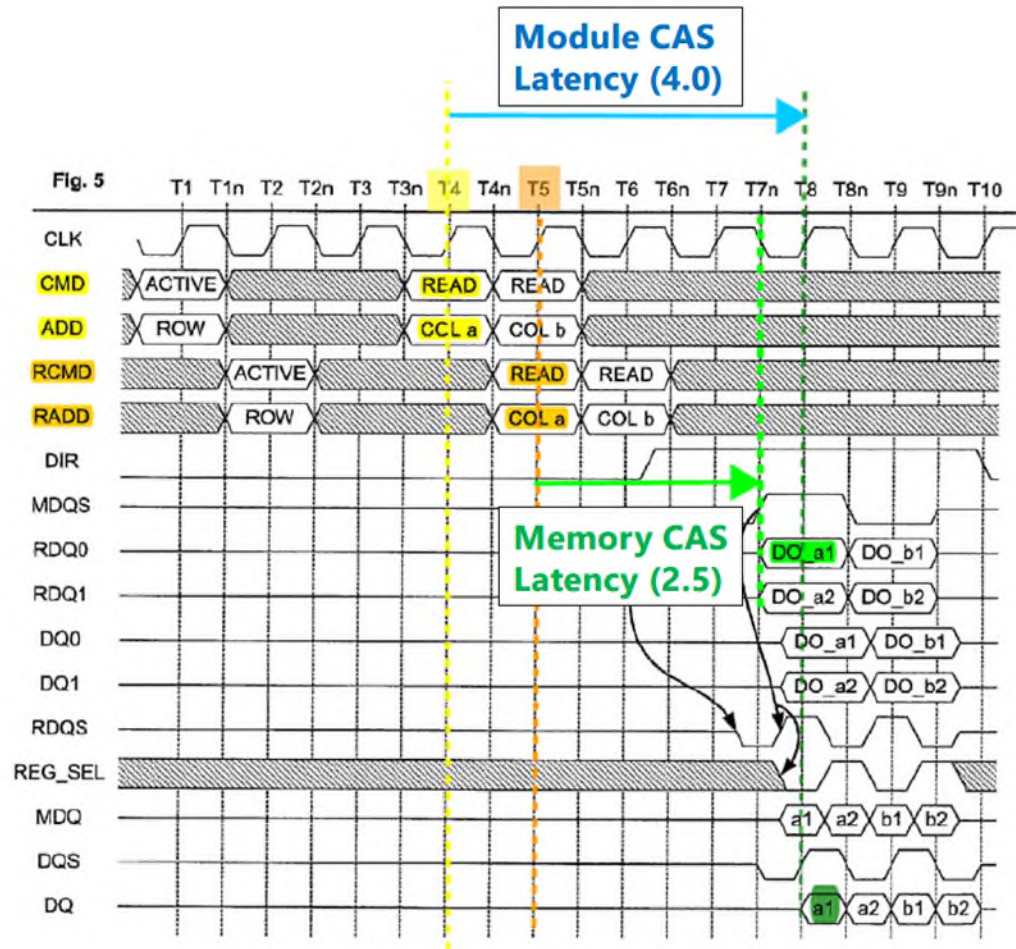 Module CAS
Latency (4.0)
Fig. 5 T1 T1n T2 T2n T3 T3n T4 T4n T5 T5n T6 T6n T7 T7n T8 T8n T9 T9n T10
CLK
CMD ACTIVE READ READ
ADD ROW CCL a COL b
RCMD ACTIVE READ READ
RADD ROW COL a COL b
DIR
MDQS
Memory CAS
Latency (2.5)
RDQ0 DO_a1 DO_b1
RDQ1 DO_a2 DO_b2
DQ0 DO_a1 DO_b1
DQ1 DO_a2 DO_b2
RDQS
REG_SEL
MDQ a1 a2 b1 b2
DQS
DQ a1 a2 b1 b2